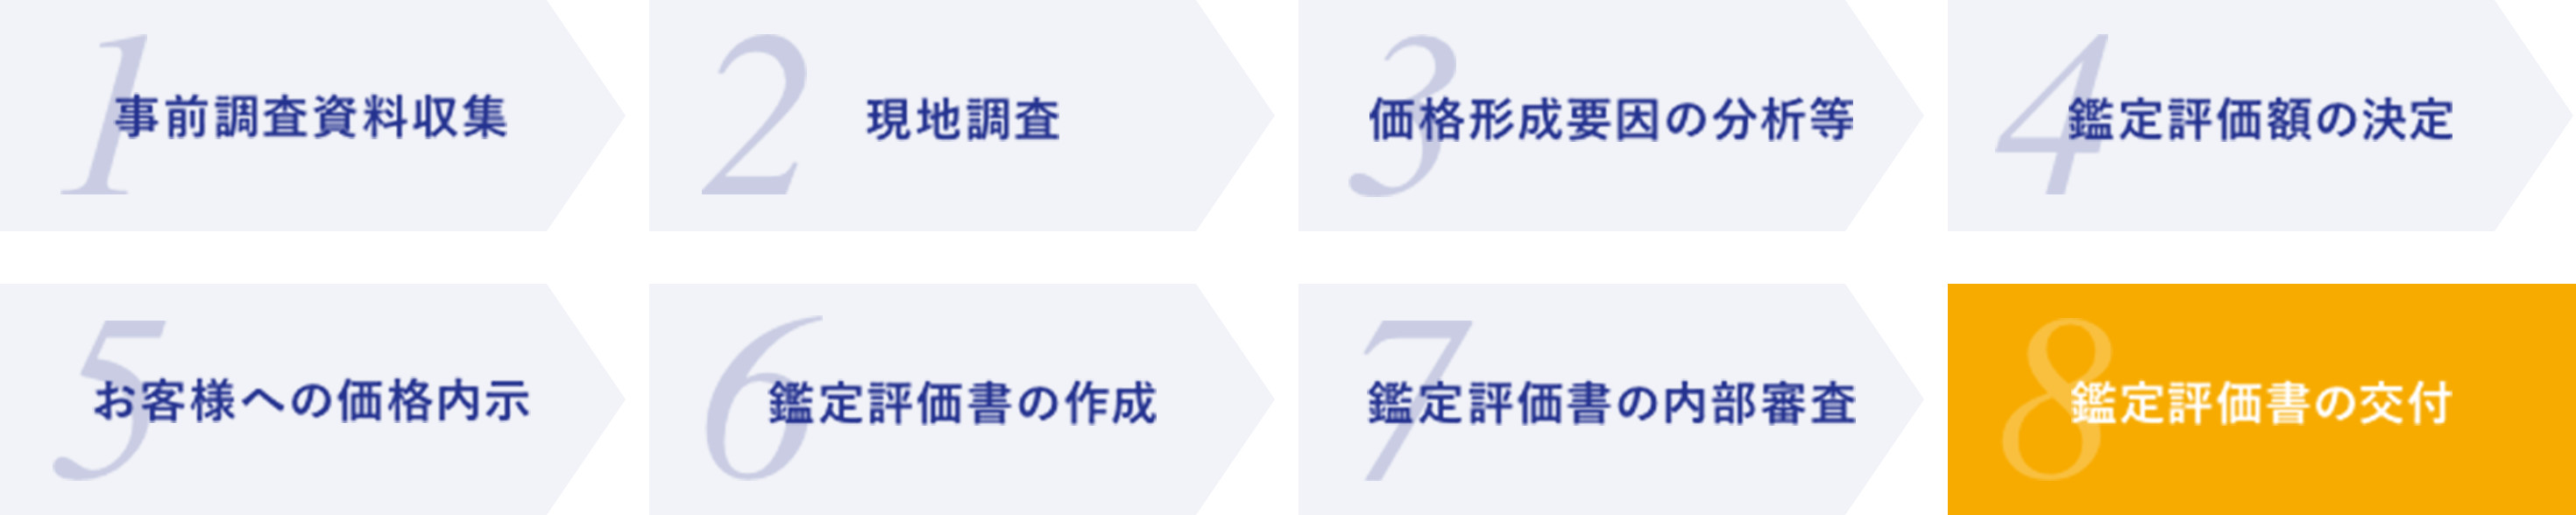 1 事前調査資料収集
2 現地調査
3 価格形成要因の分析等
4 鑑定評価額の決定
5 お客様への価格内示
6 鑑定評価書の作成
7 鑑定評価書の内部審査
8 鑑定評価書の交付